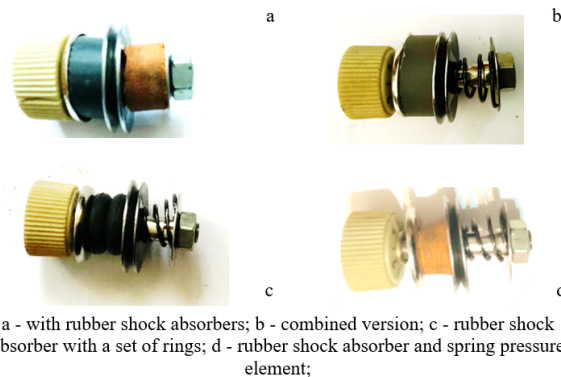 a
b
c
d
a - with rubber shock absorbers; b - combined version; c - rubber shock
bsorber with a set of rings; d - rubber shock absorber and spring pressure
element;